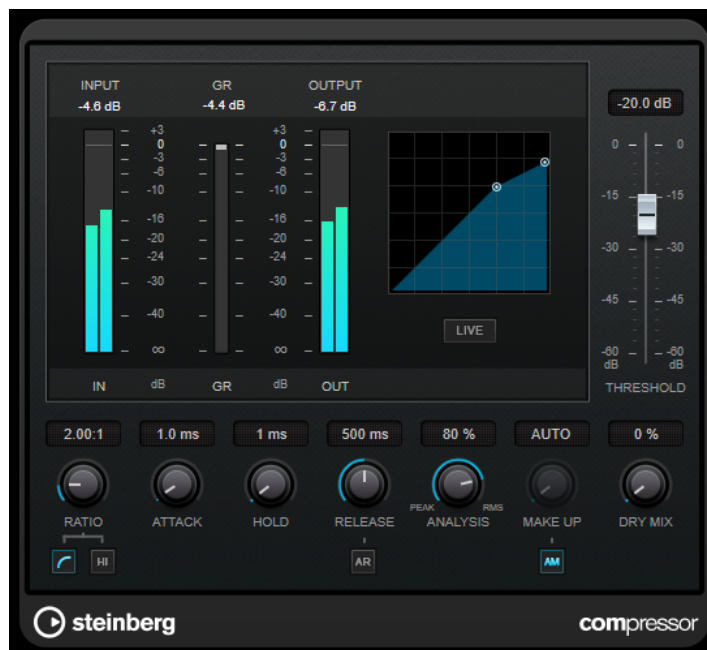 INPUT GR OUTPUT
-4.6 dB -4.4 dB -6.7 dB
-20.0 dB
+3 +3
0 0
-3 -3
-6 -6
-10 -10
-16 -16
-20 -20
-24 -24
-30 -30
-40 -40
∞ ∞
0 0
-15 -15
-30 -30
-45 -45
-60 -60
dB dB
LIVE
IN dB GR dB OUT
THRESHOLD
2.00:1 1.0 ms 1 ms 500 ms 80 % AUTO 0 %
PEAK RMS
RATIO ATTACK HOLD RELEASE ANALYSIS MAKE UP DRY MIX
HI AR AM
steinberg compressor